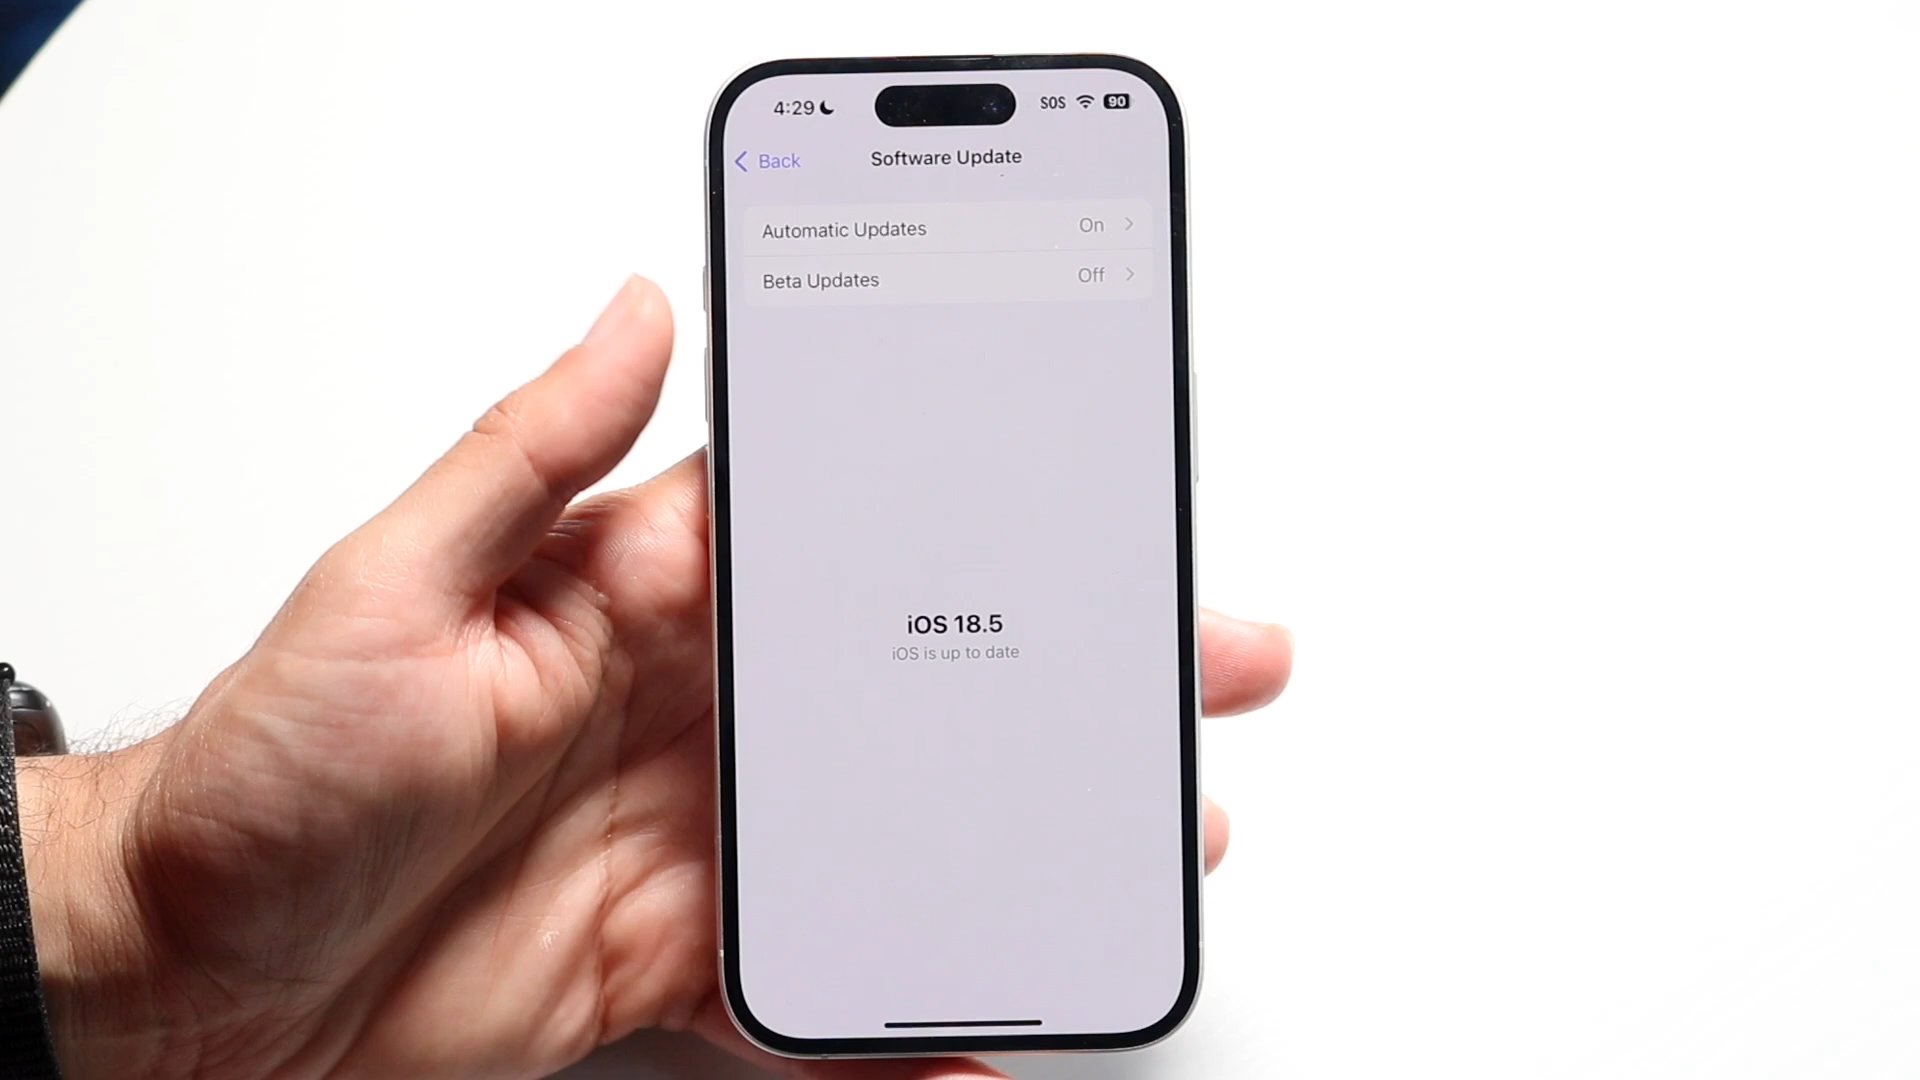 4:29
SOS 90
Back
Software Update
Automatic Updates On
Beta Updates Off
iOS 18.5
iOS is up to date